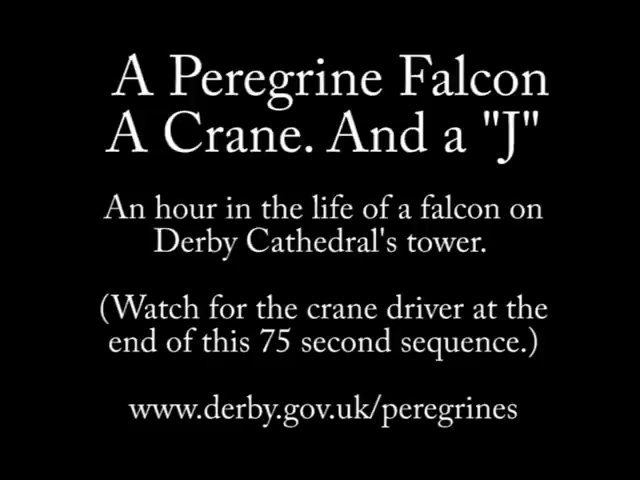 A Peregrine Falcon
A Crane. And a "J"
An hour in the life of a falcon on
Derby Cathedral's tower.
(Watch for the crane driver at the
end of this 75 second sequence.)
www.derby.gov.uk/peregrines